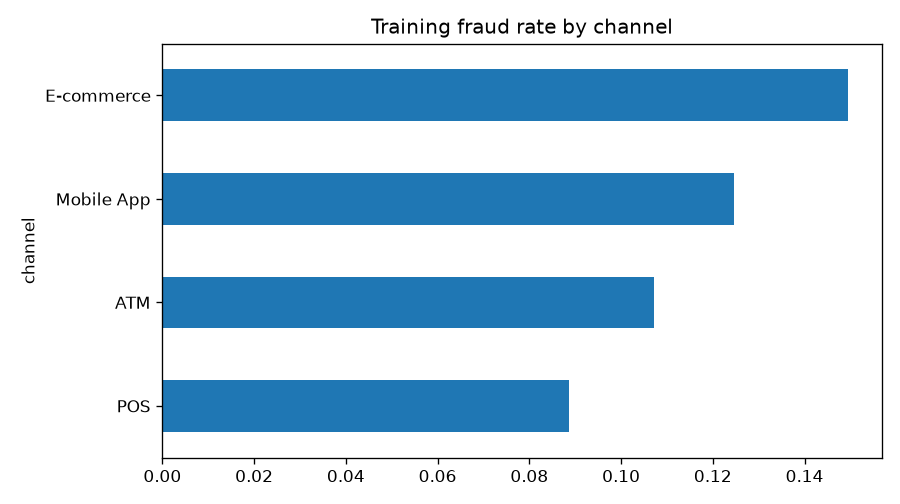 Training fraud rate by channel
E-commerce
Mobile App
ATM
POS
channel
0.00 0.02 0.04 0.06 0.08 0.10 0.12 0.14